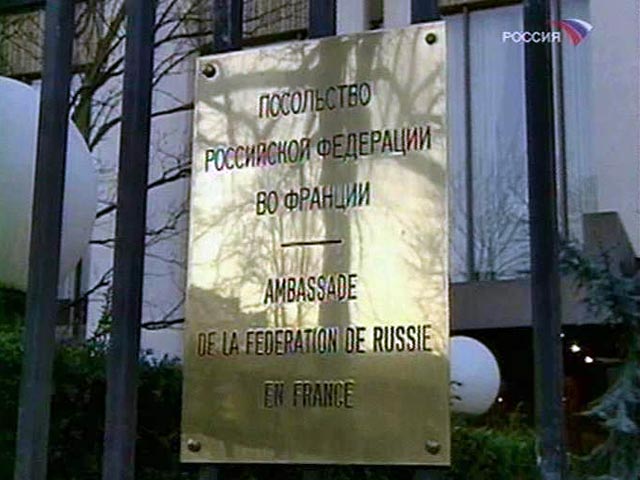 РОССИЯ
ПОСОЛЬСТВО
РОССИЙСКОЙ ФЕДЕРАЦИИ
ВО ФРАНЦИИ
AMBASSADE
DE LA FEDERATION DE RUSSIE
EN FRANCE